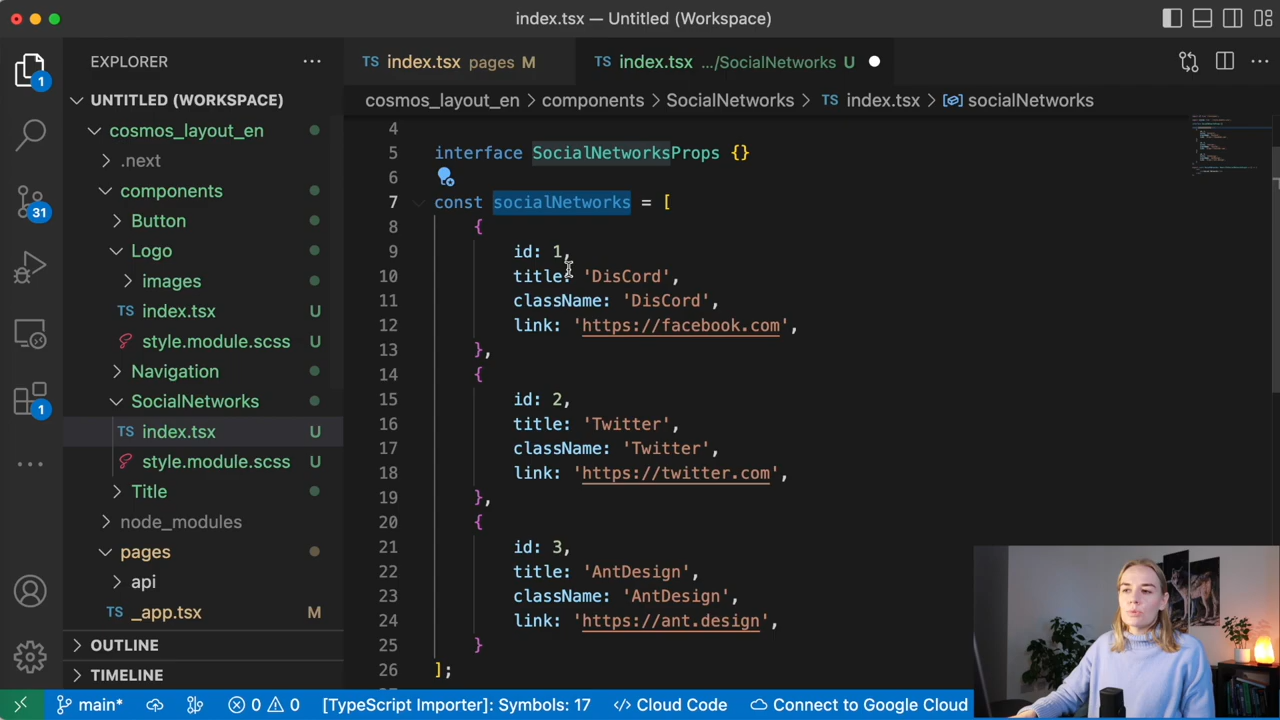 index.tsx — Untitled (Workspace)
EXPLORER
TS index.tsx pages M
TS index.tsx .../SocialNetworks U
UNTITLED (WORKSPACE)
cosmos_layout_en > components > SocialNetworks > TS index.tsx > socialNetworks
1
cosmos_layout_en
.next
components
Button
Logo
images
TS index.tsx U
style.module.scss U
Navigation
SocialNetworks
TS index.tsx U
style.module.scss U
Title
node_modules
pages
api
TS _app.tsx M
OUTLINE
TIMELINE
31
1
4
5 interface SocialNetworksProps {}
6
7 const socialNetworks = [
8 {
9 id: 1,
10 title: 'DisCord',
11 className: 'DisCord',
12 link: 'https://facebook.com',
13 },
14 {
15 id: 2,
16 title: 'Twitter',
17 className: 'Twitter',
18 link: 'https://twitter.com',
19 },
20 {
21 id: 3,
22 title: 'AntDesign',
23 className: 'AntDesign',
24 link: 'https://ant.design',
25 }
26 ];
main* 0 0 [TypeScript Importer]: Symbols: 17 </> Cloud Code Connect to Google Cloud